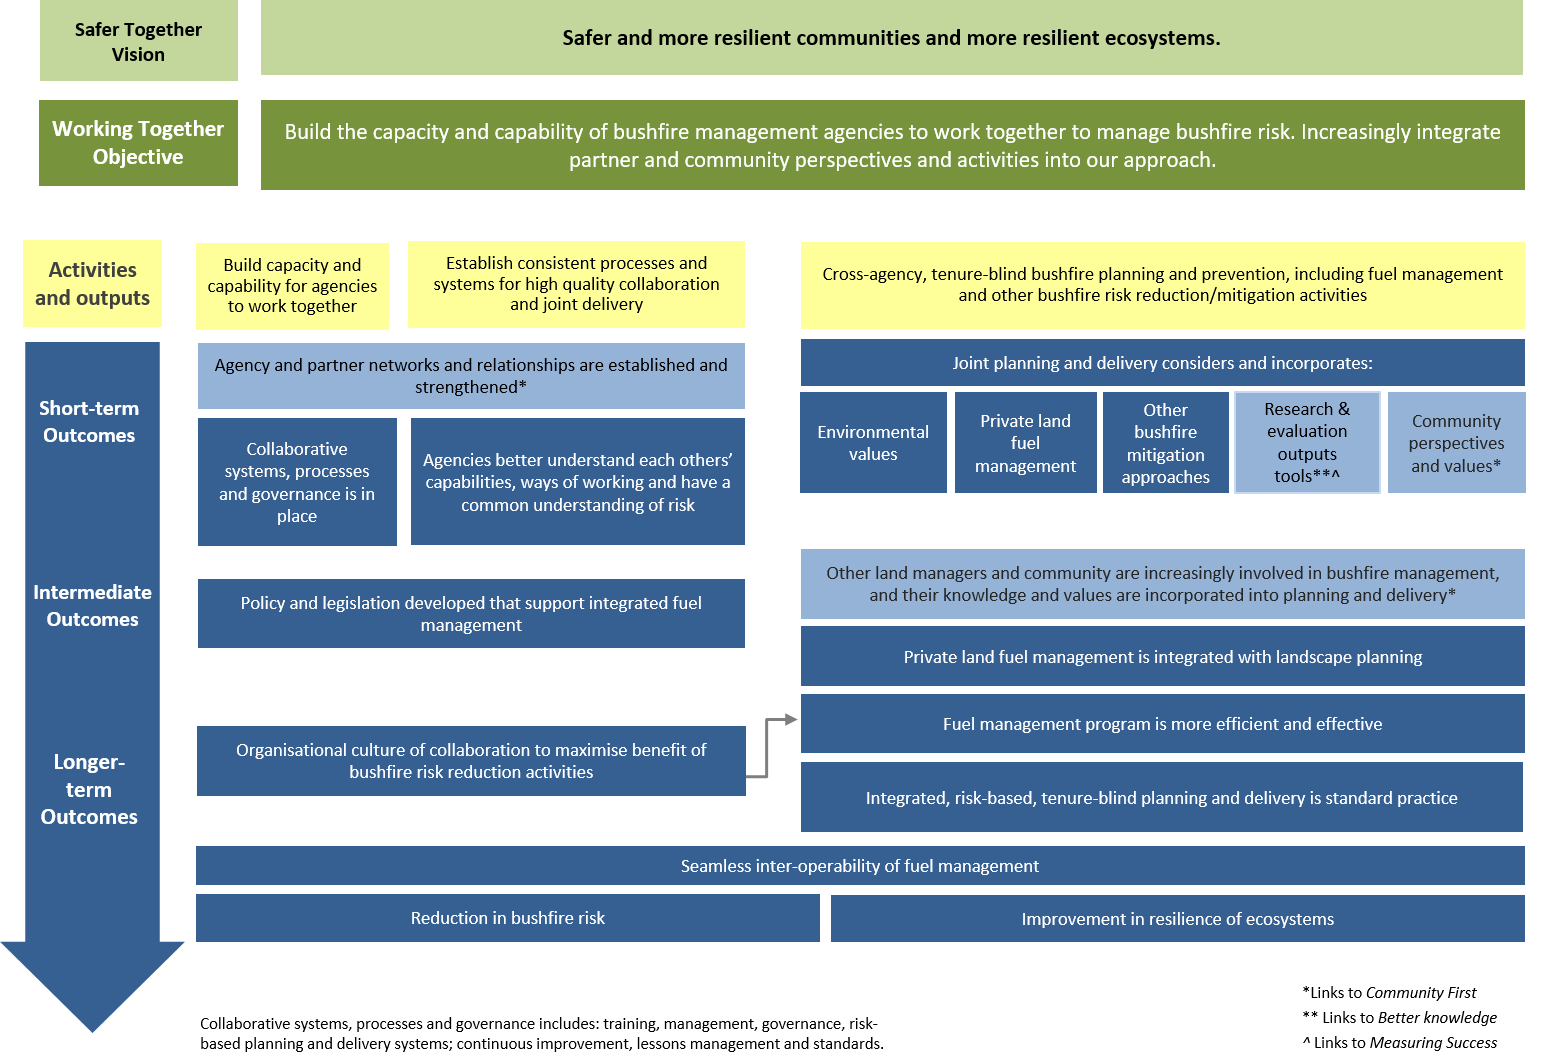 Safer Together
Vision
Safer and more resilient communities and more resilient ecosystems.
Working Together
Objective
Build the capacity and capability of bushfire management agencies to work together to manage bushfire risk. Increasingly integrate
partner and community perspectives and activities into our approach.
Activities
and outputs
Build capacity and
capability for agencies
to work together
Establish consistent processes and
systems for high quality collaboration
and joint delivery
Cross-agency, tenure-blind bushfire planning and prevention, including fuel management
and other bushfire risk reduction/mitigation activities
Short-term
Outcomes
Agency and partner networks and relationships are established and
strengthened*
Collaborative
systems, processes
and governance is in
place
Agencies better understand each others’
capabilities, ways of working and have a
common understanding of risk
Joint planning and delivery considers and incorporates:
Environmental
values
Private land
fuel
management
Other
bushfire
mitigation
approaches
Research &
evaluation
outputs
tools**^
Community
perspectives
and values*
Intermediate
Outcomes
Policy and legislation developed that support integrated fuel
management
Other land managers and community are increasingly involved in bushfire management,
and their knowledge and values are incorporated into planning and delivery*
Private land fuel management is integrated with landscape planning
Longer-
term
Outcomes
Organisational culture of collaboration to maximise benefit of
bushfire risk reduction activities
Fuel management program is more efficient and effective
Integrated, risk-based, tenure-blind planning and delivery is standard practice
Seamless inter-operability of fuel management
Reduction in bushfire risk
Improvement in resilience of ecosystems
Collaborative systems, processes and governance includes: training, management, governance, risk-
based planning and delivery systems; continuous improvement, lessons management and standards.
*Links to Community First
** Links to Better knowledge
^ Links to Measuring Success